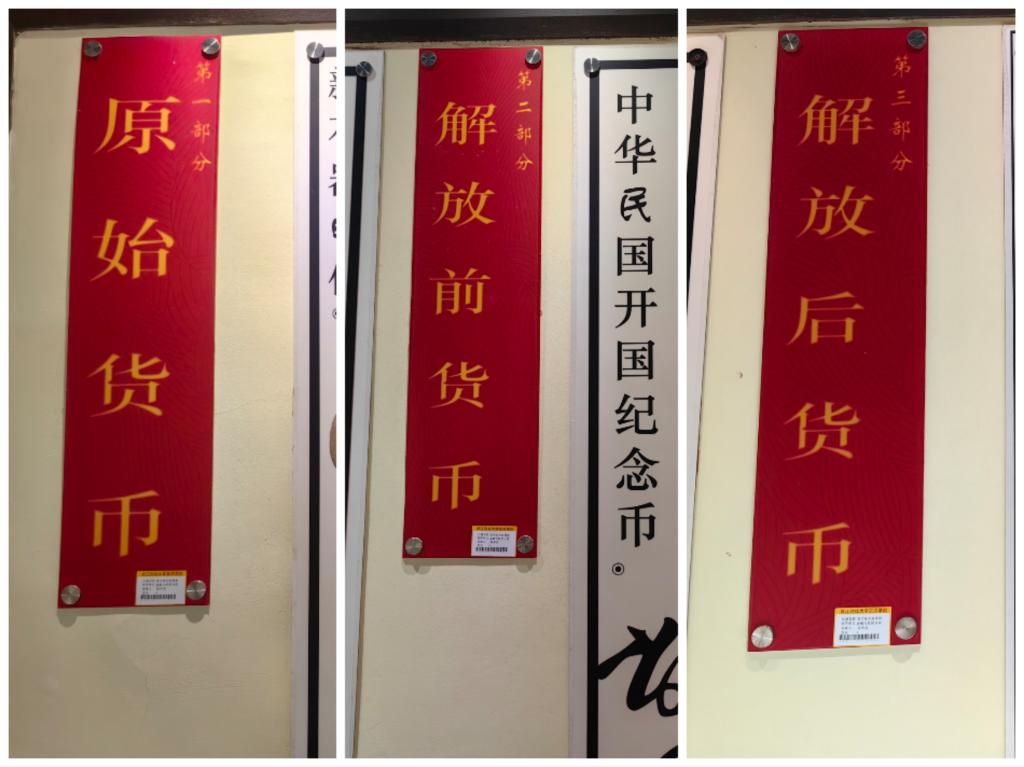 第一部分
原始货币
第二部分
解放前货币
中华民国开国纪念币
第三部分
解放后货币